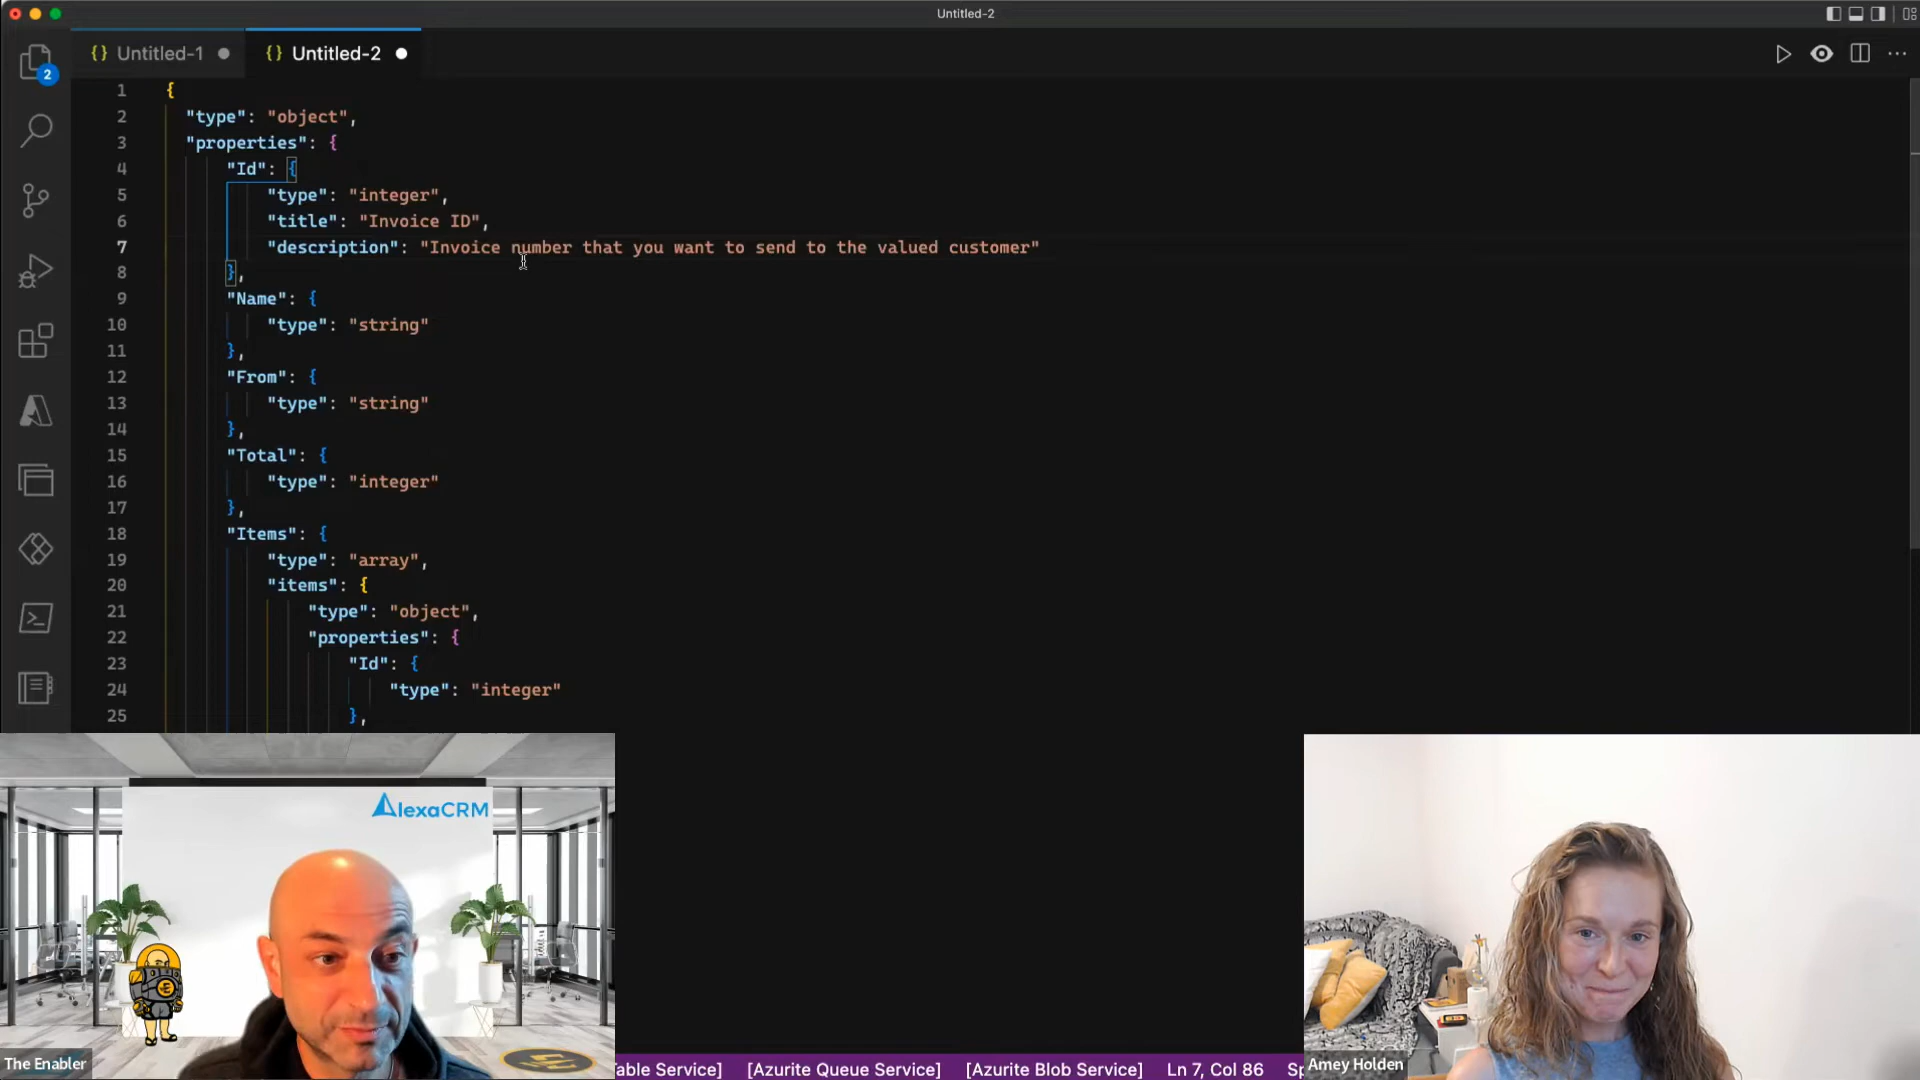 Untitled-2
{} Untitled-1
{} Untitled-2
2
1 {
2 "type": "object",
3 "properties": {
4 "Id": {
5 "type": "integer",
6 "title": "Invoice ID",
7 "description": "Invoice number that you want to send to the valued customer"
8 },
9 "Name": {
10 "type": "string"
11 },
12 "From": {
13 "type": "string"
14 },
15 "Total": {
16 "type": "integer"
17 },
18 "Items": {
19 "type": "array",
20 "items": {
21 "type": "object",
22 "properties": {
23 "Id": {
24 "type": "integer"
25 },
AlexaCRM
The Enabler
Table Service] [Azurite Queue Service] [Azurite Blob Service] Ln 7, Col 86 Sp
Amey Holden